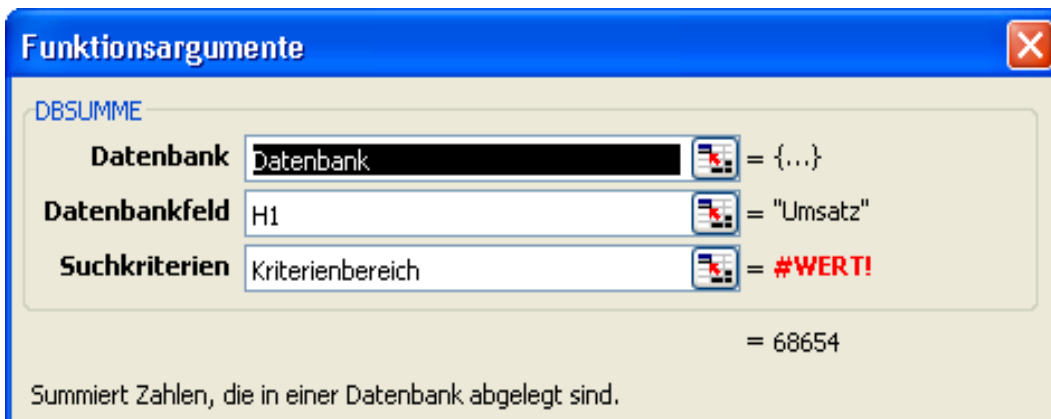 Funktionsargumente
DBSUMME
Datenbank Datenbank = {...}
Datenbankfeld H1 = "Umsatz"
Suchkriterien Kriterienbereich = #WERT!
= 68654
Summiert Zahlen, die in einer Datenbank abgelegt sind.